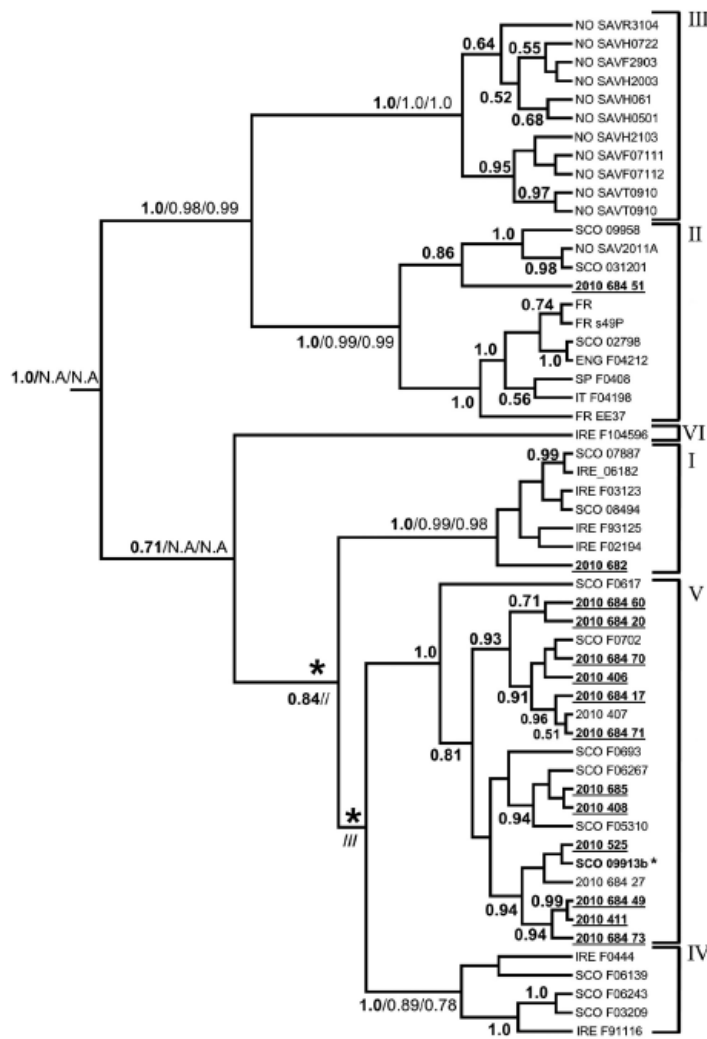 NO SAVR3104
III
0.64
0.55
NO SAVH0722
NO SAVF2903
NO SAVH2003
0.52
1.0/1.0/1.0
NO SAVH061
0.68
NO SAVH0501
NO SAVH2103
0.95
NO SAVF07111
NO SAVF07112
0.97
NO SAVT0910
1.0/0.98/0.99
NO SAVT0910
SCO 09958
II
1.0
0.86
NO SAV2011A
0.98
SCO 031201
2010 684 51
0.74
FR
FR s49P
1.0/0.99/0.99
SCO 02798
1.0
1.0
ENG F04212
1.0/N.A/N.A
SP F0408
1.0
0.56
IT F04198
FR EE37
IRE F104596
VI
0.99
SCO 07887
I
IRE_06182
IRE F03123
SCO 08494
1.0/0.99/0.98
IRE F93125
0.71/N.A/N.A
IRE F02194
2010 682
SCO F0617
V
0.71
2010 684 60
2010 684 20
0.93
SCO F0702
1.0
2010 684 70
*
2010 406
0.84//
0.91
2010 684 17
0.96
2010 407
0.51
2010 684 71
0.81
SCO F0693
SCO F06267
2010 685
2010 408
*
0.94
SCO F05310
///
2010 525
SCO 09913b *
2010 684 27
0.99
2010 684 49
0.94
2010 411
0.94
2010 684 73
IRE F0444
IV
SCO F06139
1.0
SCO F06243
1.0/0.89/0.78
SCO F03209
1.0
IRE F91116